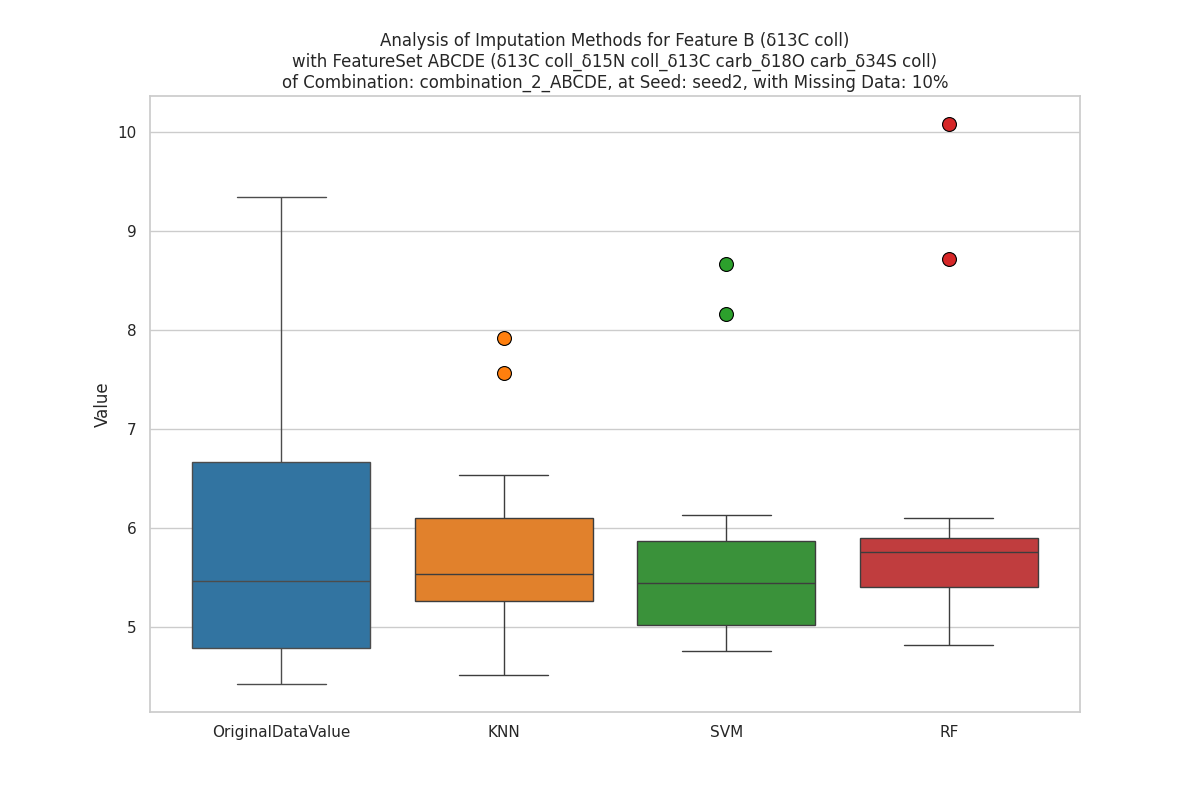 Analysis of Imputation Methods for Feature B (δ13C coll)
with FeatureSet ABCDE (δ13C coll_δ15N coll_δ13C carb_δ18O carb_δ34S coll)
of Combination: combination_2_ABCDE, at Seed: seed2, with Missing Data: 10%
10
9
8
7
6
5
Value
OriginalDataValue
KNN
SVM
RF